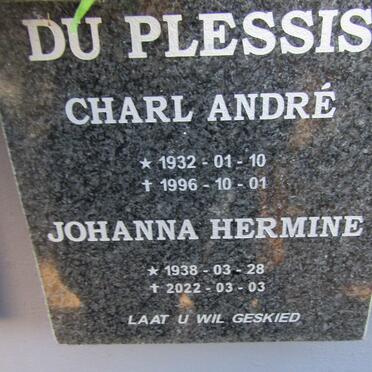 DU PLESSIS
CHARL ANDRÉ
★ 1932 - 01 - 10
✝ 1996 - 10 - 01
JOHANNA HERMINE
★ 1938 - 03 - 28
✝ 2022 - 03 - 03
LAAT U WIL GESKIED